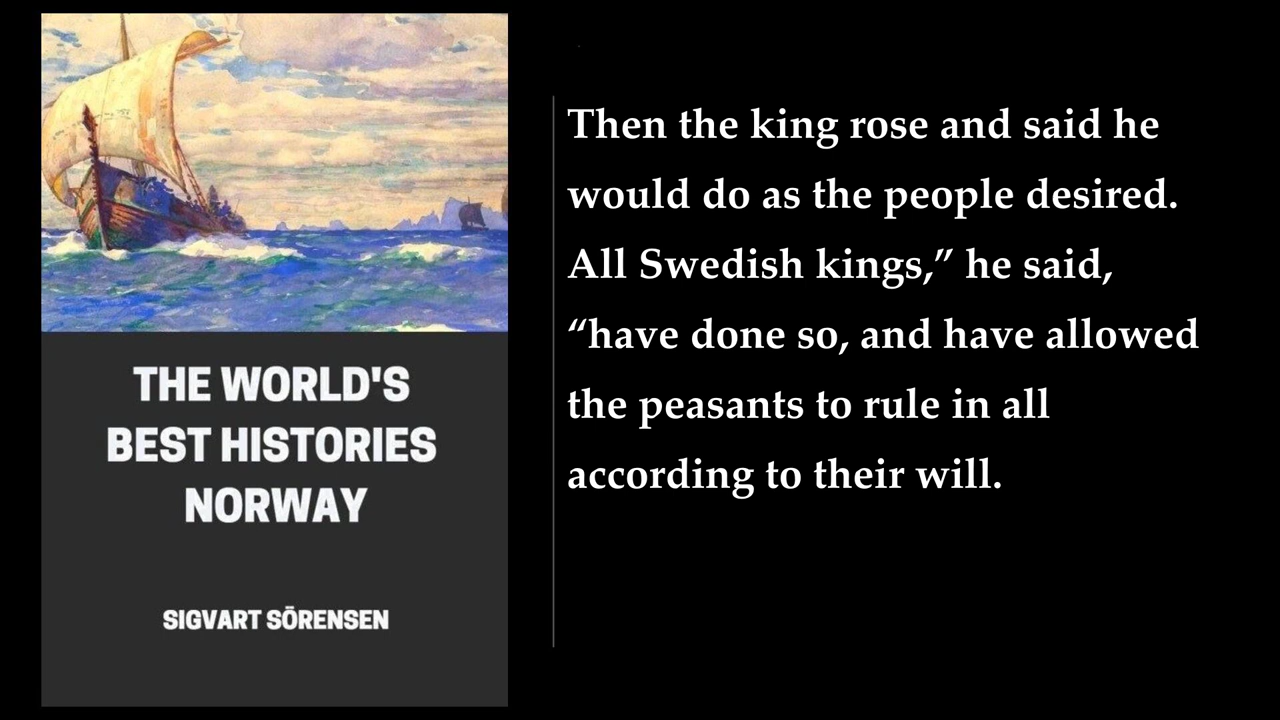 THE WORLD'S
BEST HISTORIES
NORWAY
SIGVART SÖRENSEN
Then the king rose and said he
would do as the people desired.
All Swedish kings,” he said,
“have done so, and have allowed
the peasants to rule in all
according to their will.